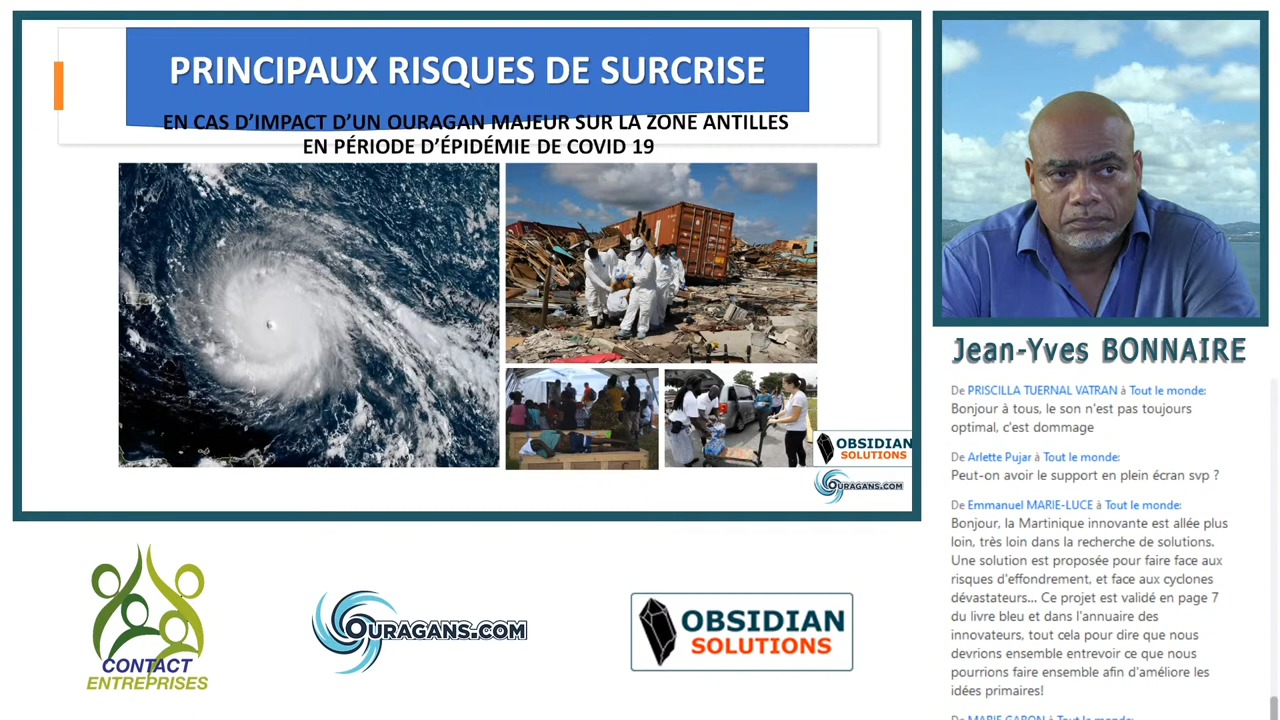 PRINCIPAUX RISQUES DE SURCRISE
EN CAS D'IMPACT D'UN OURAGAN MAJEUR SUR LA ZONE ANTILLES
EN PÉRIODE D'ÉPIDÉMIE DE COVID 19
OBSIDIAN
SOLUTIONS
OURAGANS.COM
CONTACT
ENTREPRISES
OURAGANS.COM
OBSIDIAN
SOLUTIONS
Jean-Yves BONNAIRE
De PRISCILLA TUERNAL VATRAN à Tout le monde:
Bonjour à tous, le son n'est pas toujours
optimal, c'est dommage
De Arlette Pujar à Tout le monde:
Peut-on avoir le support en plein écran svp ?
De Emmanuel MARIE-LUCE à Tout le monde:
Bonjour, la Martinique innovante est allée plus
loin, très loin dans la recherche de solutions.
Une solution est proposée pour faire face aux
risques d'effondrement, et face aux cyclones
dévastateurs... Ce projet est validé en page 7
du livre bleu et dans l'annuaire des
innovateurs, tout cela pour dire que nous
devrions ensemble entrevoir ce que nous
pourrions faire ensemble afin d'améliore les
idées primaires!
De MARIE GABON à Tout le monde: